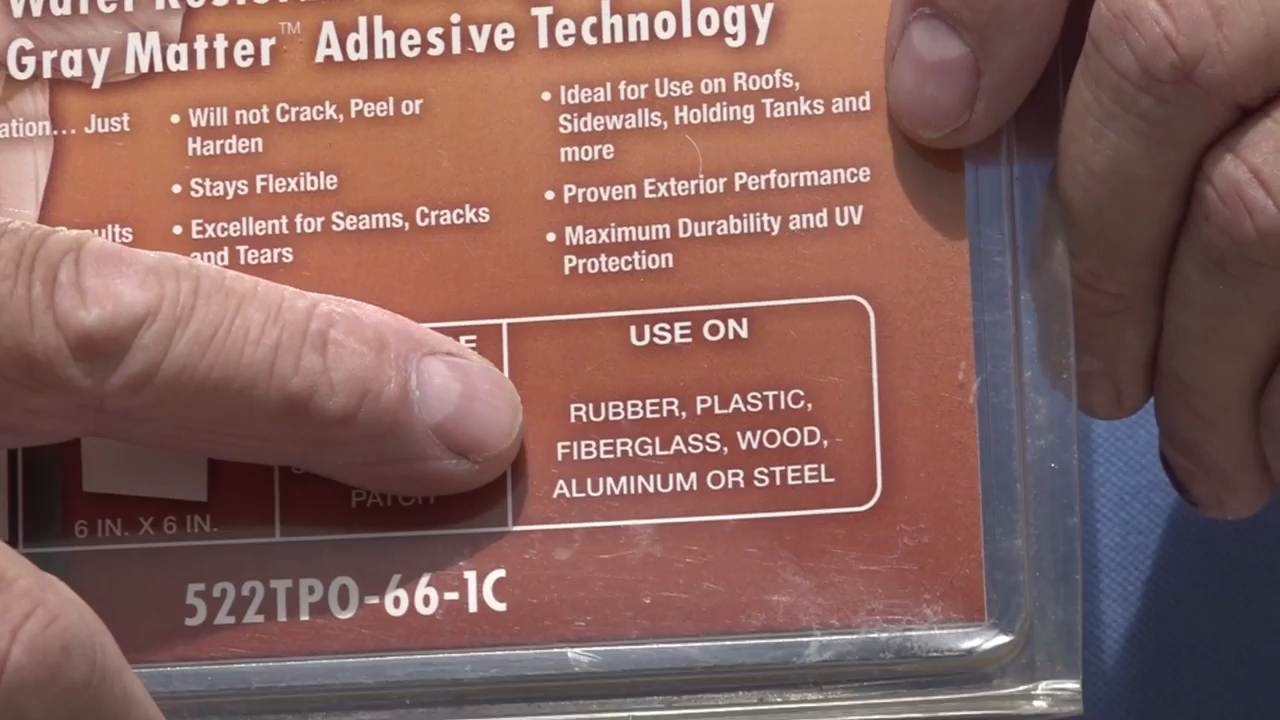 Water
Gray Matter™ Adhesive Technology
ation... Just
• Will not Crack, Peel or
Harden
• Stays Flexible
• Excellent for Seams, Cracks
and Tears
• Ideal for Use on Roofs,
Sidewalls, Holding Tanks and
more
• Proven Exterior Performance
• Maximum Durability and UV
Protection
6 IN. X 6 IN.
PATCH
USE ON
RUBBER, PLASTIC,
FIBERGLASS, WOOD,
ALUMINUM OR STEEL
522TPO-66-1C